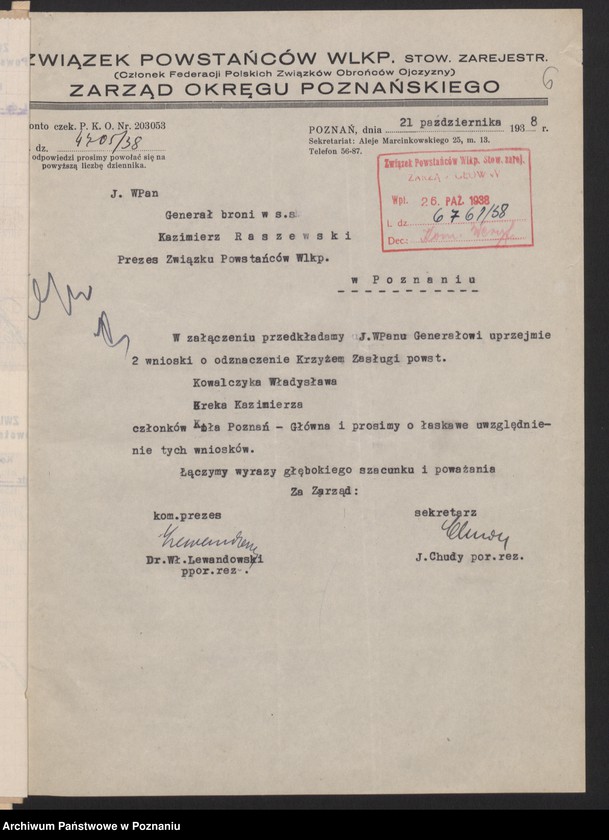 ZWIĄZEK POWSTAŃCÓW WLKP. STOW. ZAREJESTR.
(Członek Federacji Polskich Związków Obrońców Ojczyzny)
ZARZĄD OKRĘGU POZNAŃSKIEGO
6
onto czek. P. K. O. Nr. 203053
dz. 4705/38
odpowiedzi prosimy powołać się na
powyższą liczbę dziennika.
POZNAŃ, dnia 21 października 1938 r.
Sekretariat: Aleje Marcinkowskiego 25, m. 13.
Telefon 56-87.
Związek Powstańców Wlkp. Stow. zarej.
Wpł. 26. PAŹ. 1938
l. dz. 6761/38
Dec:
J. WPan
Generał broni w s.s
Kazimierz Raszewski
Prezes Związku Powstańców Wlkp.
w Poznaniu
W załączeniu przedkładamy J.WPanu Generałowi uprzejmie
2 wnioski o odznaczenie Krzyżem Zasługi powst.
Kowalczyka Władysława
Kreka Kazimierza
członków Koła Poznań - Główna i prosimy o łaskawe uwzględnie-
nie tych wniosków.
Łączymy wyrazy głębokiego szacunku i poważania
Za Zarząd:
kom.prezes
sekretarz
Lewandowski
Chudy
Dr.Wł.Lewandowski
ppor.rez.
J.Chudy por.rez.
Archiwum Państwowe w Poznaniu